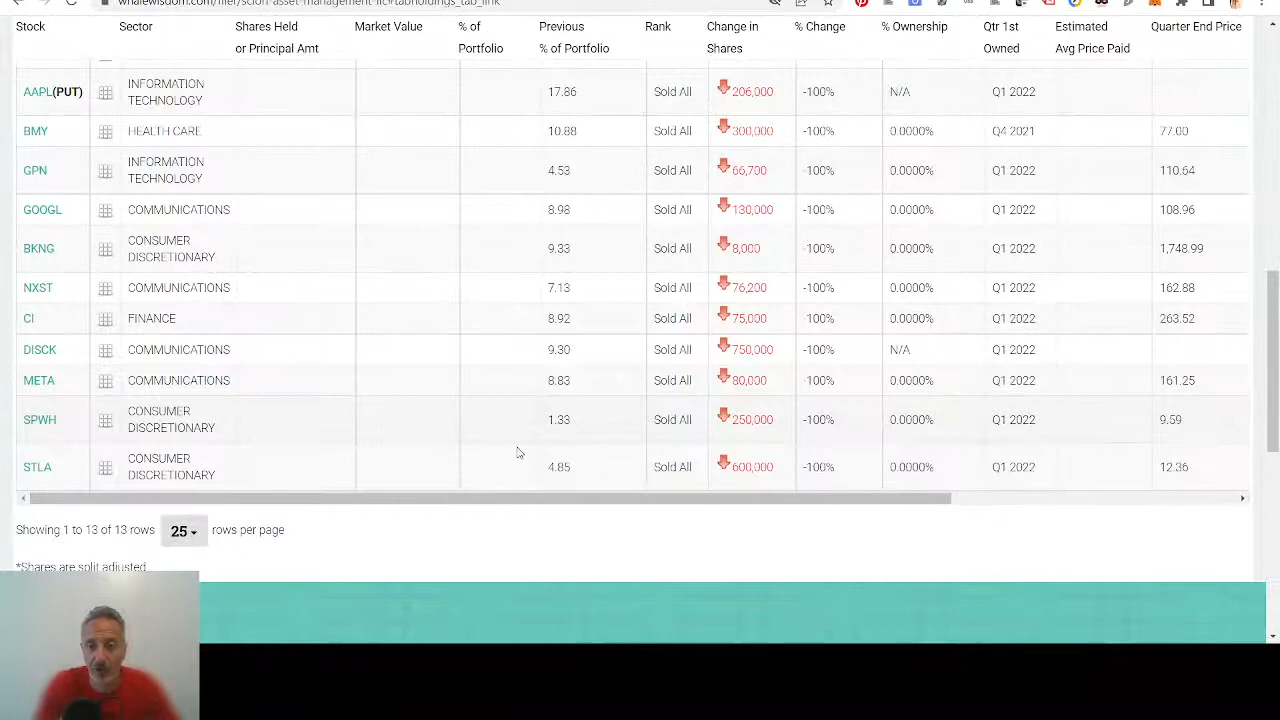 whalewisdom.com/filer/scion-asset-management-llc#tabholdings_tab_link
Stock Sector Shares Held Market Value % of Previous Rank Change in % Change % Ownership Qtr 1st Estimated Quarter End Price
or Principal Amt Portfolio % of Portfolio Shares Owned Avg Price Paid
AAPL(PUT) INFORMATION TECHNOLOGY 17.86 Sold All 206,000 -100% N/A Q1 2022
BMY HEALTH CARE 10.88 Sold All 300,000 -100% 0.0000% Q4 2021 77.00
GPN INFORMATION TECHNOLOGY 4.53 Sold All 66,700 -100% 0.0000% Q1 2022 110.64
GOOGL COMMUNICATIONS 8.98 Sold All 130,000 -100% 0.0000% Q1 2022 108.96
BKNG CONSUMER DISCRETIONARY 9.33 Sold All 8,000 -100% 0.0000% Q1 2022 1,748.99
NXST COMMUNICATIONS 7.13 Sold All 76,200 -100% 0.0000% Q1 2022 162.88
CI FINANCE 8.92 Sold All 75,000 -100% 0.0000% Q1 2022 263.52
DISCK COMMUNICATIONS 9.30 Sold All 750,000 -100% N/A Q1 2022
META COMMUNICATIONS 8.83 Sold All 80,000 -100% 0.0000% Q1 2022 161.25
SPWH CONSUMER DISCRETIONARY 1.33 Sold All 250,000 -100% 0.0000% Q1 2022 9.59
STLA CONSUMER DISCRETIONARY 4.85 Sold All 600,000 -100% 0.0000% Q1 2022 12.36
Showing 1 to 13 of 13 rows 25 rows per page
*Shares are split adjusted